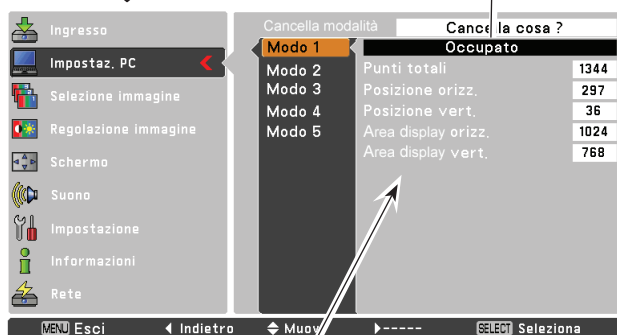 Cancella modalità Cance la cosa ?
Ingresso
Impostaz. PC
Selezione immagine
Regolazione immagine
Schermo
Suono
Impostazione
Informazioni
Rete
Modo 1
Modo 2
Modo 3
Modo 4
Modo 5
Occupato
Punti totali 1344
Posizione orizz. 297
Posizione vert. 36
Area display orizz. 1024
Area display vert. 768
MENU Esci Indietro Muov ----- SELECT Seleziona